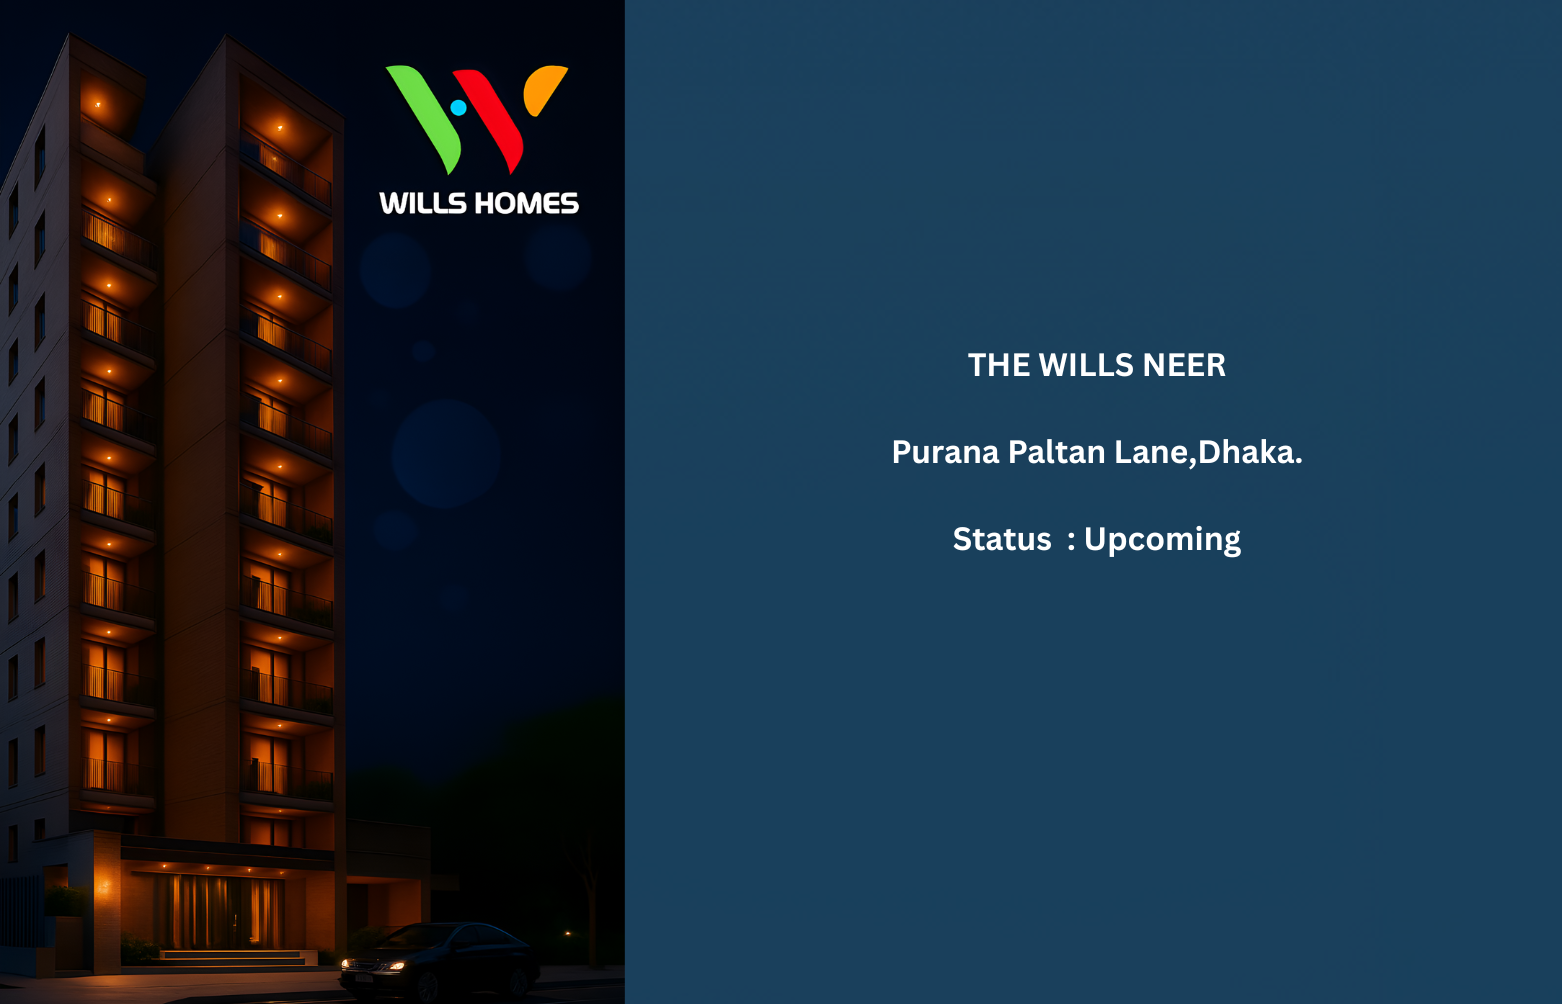 WILLS HOMES
THE WILLS NEER
Purana Paltan Lane,Dhaka.
Status  : Upcoming